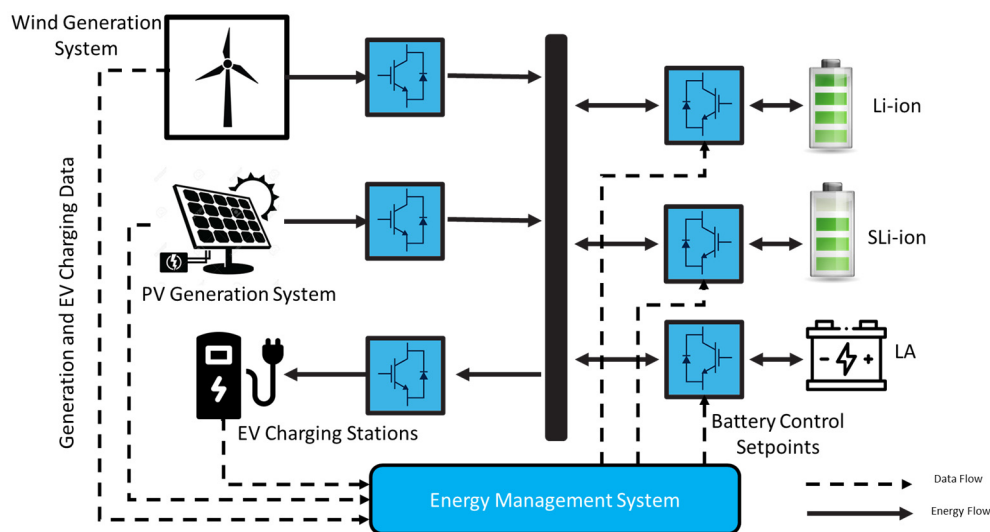 Wind Generation
System
Li-ion
SLi-ion
PV Generation System
LA
EV Charging Stations
Battery Control
Setpoints
Generation and EV Charging Data
Energy Management System
Data Flow
Energy Flow